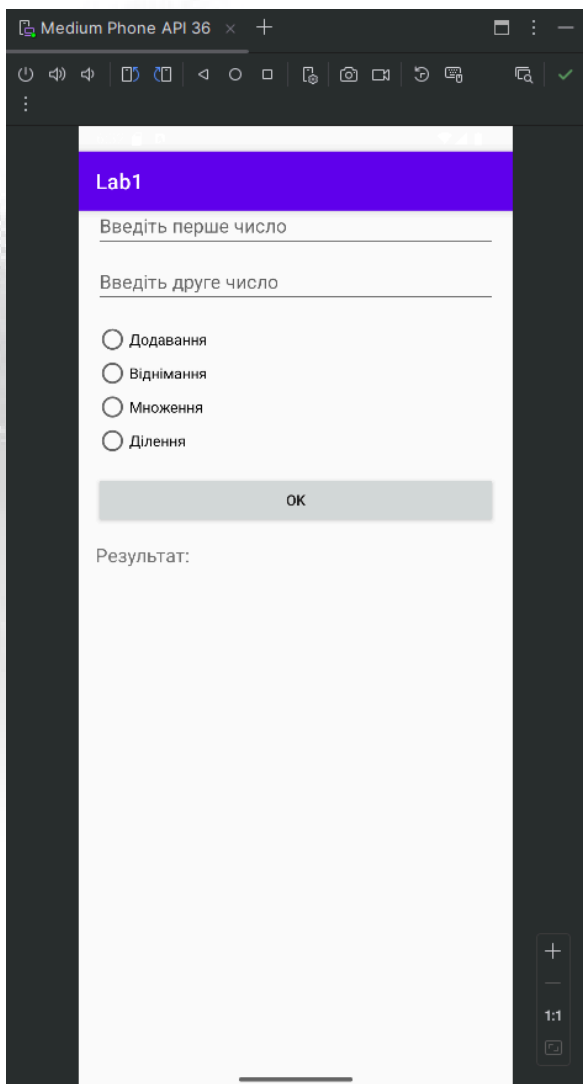 Medium Phone API 36
Lab1
Введіть перше число
Введіть друге число
Додавання
Віднімання
Множення
Ділення
OK
Результат:
1:1